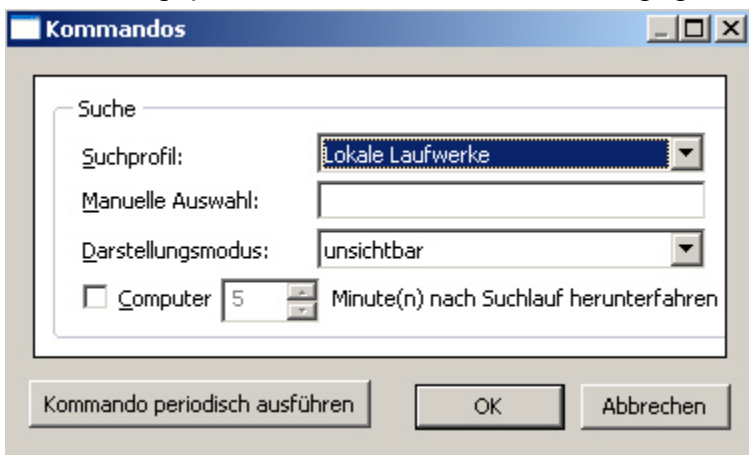 Kommandos
Suche
Suchprofil: Lokale Laufwerke
Manuelle Auswahl:
Darstellungsmodus: unsichtbar
Computer 5 Minute(n) nach Suchlauf herunterfahren
Kommando periodisch ausführen OK Abbrechen